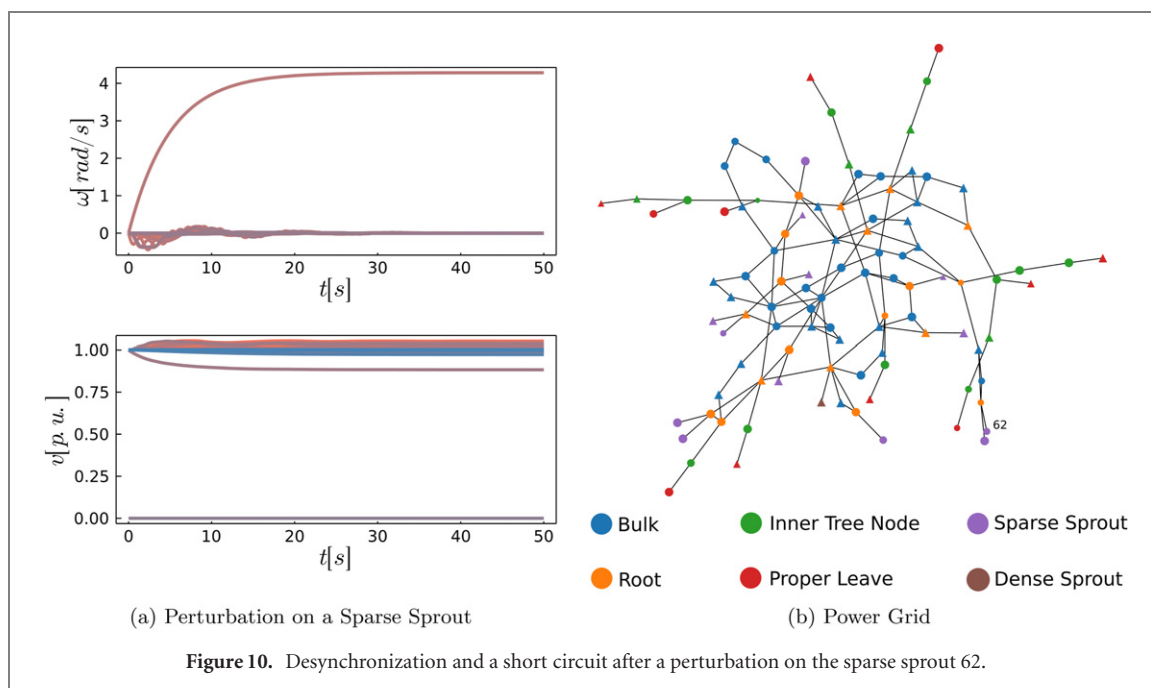 ω[rad/s]
4
3
2
1
0
0 10 20 30 40 50
t[s]
v[p. u.]
1.00
0.75
0.50
0.25
0.00
0 10 20 30 40 50
t[s]
(a) Perturbation on a Sparse Sprout
62
Bulk
Inner Tree Node
Sparse Sprout
Root
Proper Leave
Dense Sprout
(b) Power Grid
Figure 10. Desynchronization and a short circuit after a perturbation on the sparse sprout 62.